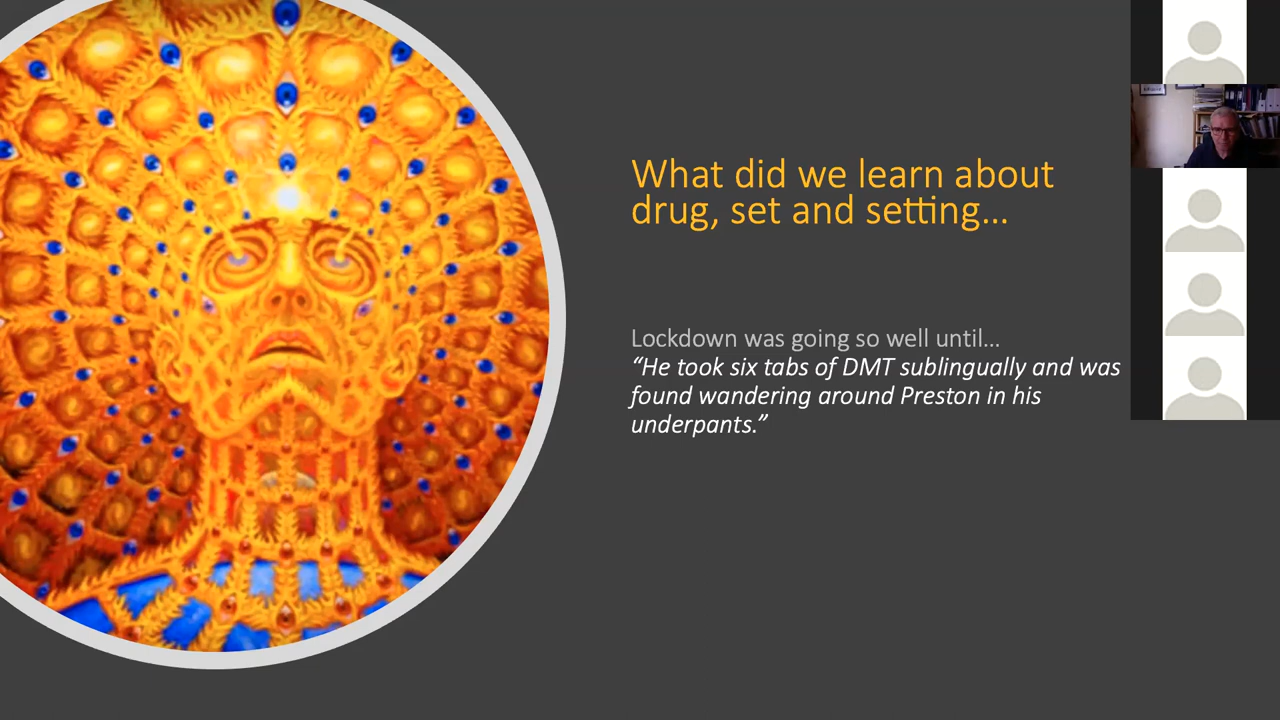 What did we learn about
drug, set and setting…
Lockdown was going so well until…
“He took six tabs of DMT sublingually and was
found wandering around Preston in his
underpants.”